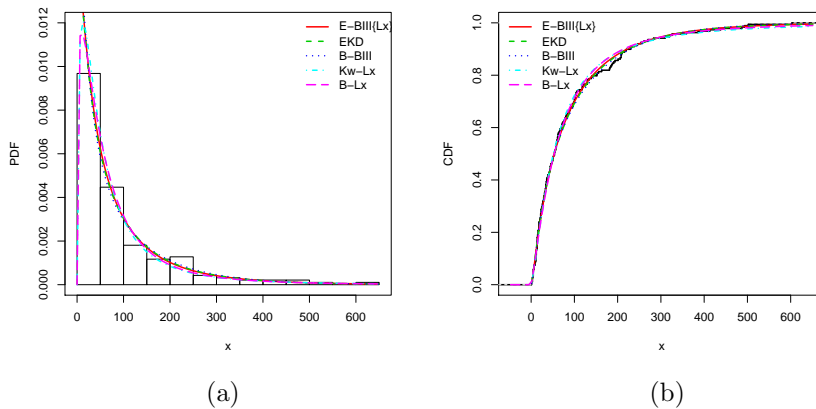 0.012
0.010
0.008
0.006
0.004
0.002
0.000
PDF
E−BIII{Lx}
EKD
B−BIII
Kw−Lx
B−Lx
0 100 200 300 400 500 600
x
(a)
1.0
0.8
0.6
0.4
0.2
0.0
CDF
E−BIII{Lx}
EKD
B−BIII
Kw−Lx
B−Lx
0 100 200 300 400 500 600
x
(b)